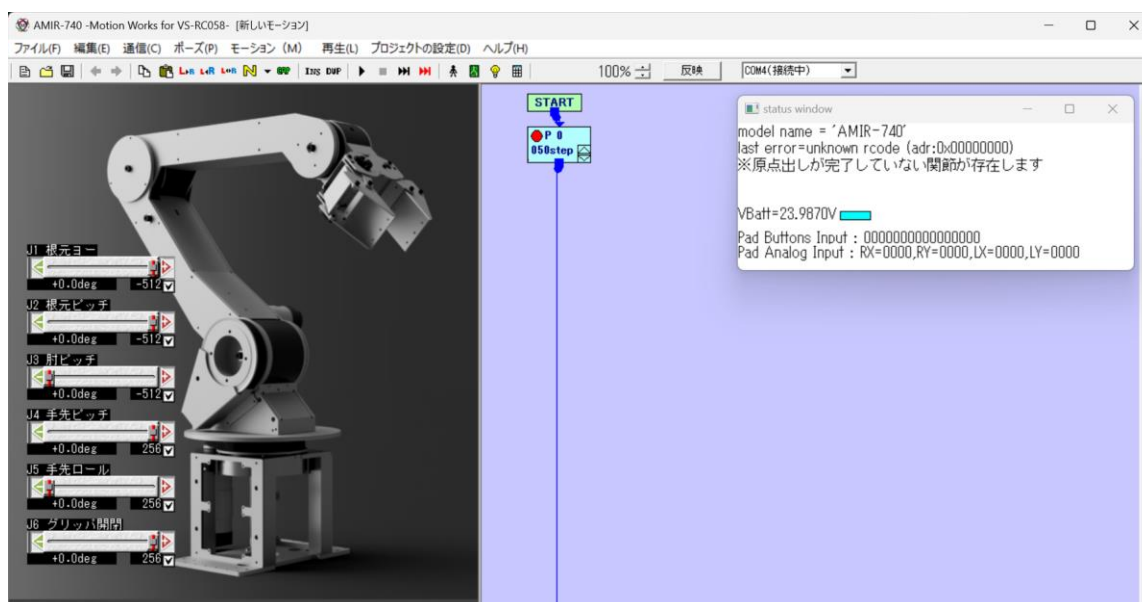 AMIR-740 -Motion Works for VS-RC058- [新しいモーション]
ファイル(F) 編集(E) 通信(C) ポーズ(P) モーション (M) 再生(L) プロジェクトの設定(D) ヘルプ(H)
INS DUP 100% 反映 COM4(接続中)
START
P 0
050step
status window
model name = 'AMIR-740'
last error=unknown rcode (adr:0x00000000)
※原点出しが完了していない関節が存在します
VBatt=23.9870V
Pad Buttons Input : 0000000000000000
Pad Analog Input : RX=0000,RY=0000,LX=0000,LY=0000
J1 根元ヨー
+0.0deg -512
J2 根元ピッチ
+0.0deg -512
J3 肘ピッチ
+0.0deg -512
J4 手先ピッチ
+0.0deg 256
J5 手先ロール
+0.0deg 256
J6 グリッパ開閉
+0.0deg 256